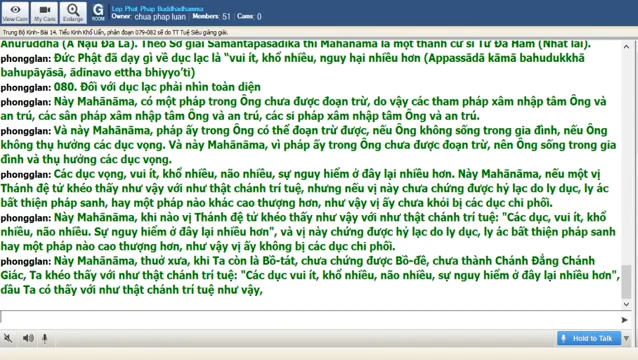 Lep Phat Phap Buddhadhamma
Owner: chua phap luan | Members: 51 | Cams: 0
View Cam
My Cam
Enlarge
G
ROOM
Trung Bộ Kinh- Bài 14. Tiểu Kinh Khổ Uẩn, phân đoạn 079-082 sẽ do TT Tuệ Siêu giảng giải.
Anuruddha (A Nậu Đà La). Theo Sớ giải Samantapasadika thì Mahānāma là một thánh cư sĩ Tư Đà Hàm (Nhất lai).
phongglan: Đức Phật đã dạy gì về dục lạc là "vui ít, khổ nhiều, nguy hại nhiều hơn (Appassādā kāmā bahudukkhā
bahupāyāsā, ādīnavo ettha bhiyyo'ti)
phongglan: 080. Đối với dục lạc phải nhìn toàn diện
phongglan: Này Mahānāma, có một pháp trong Ông chưa được đoạn trừ, do vậy các tham pháp xâm nhập tâm Ông và
an trú, các sân pháp xâm nhập tâm Ông và an trú, các si pháp xâm nhập tâm Ông và an trú.
phongglan: Và này Mahānāma, pháp ấy trong Ông có thể đoạn trừ được, nếu Ông không sống trong gia đình, nếu Ông
không thụ hưởng các dục vọng. Và này Mahānāma, vì pháp ấy trong Ông chưa được đoạn trừ, nên Ông sống trong gia
đình và thụ hưởng các dục vọng.
phongglan: Các dục vọng, vui ít, khổ nhiều, não nhiều, sự nguy hiểm ở đây lại nhiều hơn. Này Mahānāma, nếu một vị
Thánh đệ tử khéo thấy như vậy với như thật chánh trí tuệ, nhưng nếu vị này chưa chứng được hỷ lạc do ly dục, ly ác
bất thiện pháp sanh, hay một pháp nào khác cao thượng hơn, như vậy vị ấy chưa khỏi bị các dục chi phối.
phongglan: Này Mahānāma, khi nào vị Thánh đệ tử khéo thấy như vậy với như thật chánh trí tuệ: "Các dục, vui ít, khổ
nhiều, não nhiều. Sự nguy hiểm ở đây lại nhiều hơn", và vị này chứng được hỷ lạc do ly dục, ly ác bất thiện pháp sanh
hay một pháp nào cao thượng hơn, như vậy vị ấy không bị các dục chi phối.
phongglan: Này Mahānāma, thuở xưa, khi Ta còn là Bồ-tát, chưa chứng được Bồ-đề, chưa thành Chánh Đẳng Chánh
Giác, Ta khéo thấy với như thật chánh trí tuệ: "Các dục vui ít, khổ nhiều, não nhiều, sự nguy hiểm ở đây lại nhiều hơn",
dầu Ta có thấy với như thật chánh trí tuệ như vậy,
Hold to Talk